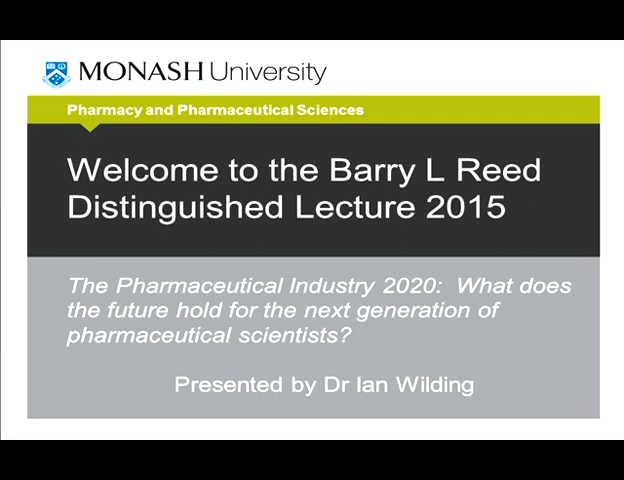 MONASH University
Pharmacy and Pharmaceutical Sciences
Welcome to the Barry L Reed
Distinguished Lecture 2015
The Pharmaceutical Industry 2020: What does
the future hold for the next generation of
pharmaceutical scientists?
Presented by Dr Ian Wilding